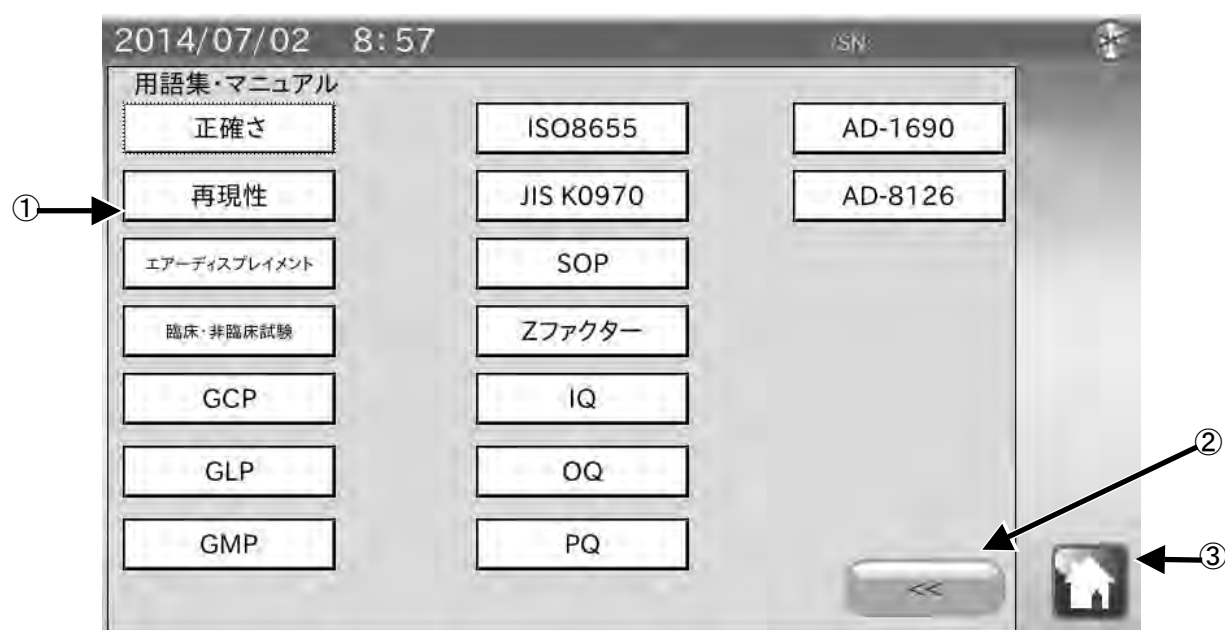 2014/07/02 8:57 /SN
用語集・マニュアル
正確さ ISO8655 AD-1690
① 再現性 JIS K0970 AD-8126
エアーディスプレイメント SOP
臨床・非臨床試験 Zファクター
GCP IQ
②
GLP OQ
GMP PQ
③
<<